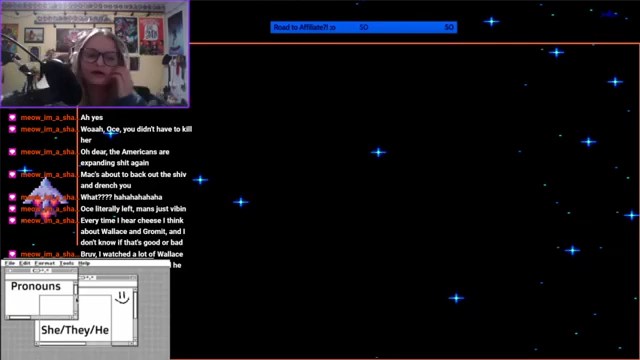 Road to Affiliate?! :o 50 50
meow_im_a_sha. Ah yes
meow_im_a_sha. Woaah, Oce, you didn't have to kill
her
meow_im_a_sha. Oh dear, the Americans are
expanding shit again
meow_im_a_sha. Mac's about to back out the shiv
and drench you
meow_im_a_sha. What???? hahahahahaha
meow_im_a_sha. Oce literally left, mans just vibin
meow_im_a_sha. Every time I hear cheese I think
about Wallace and Gromit, and I
don't know if that's good or bad
meow_im_a_sha. Bruv, I watched a lot of Wallace
he
File Edit Format Tools Help
Pronouns
She/They/He